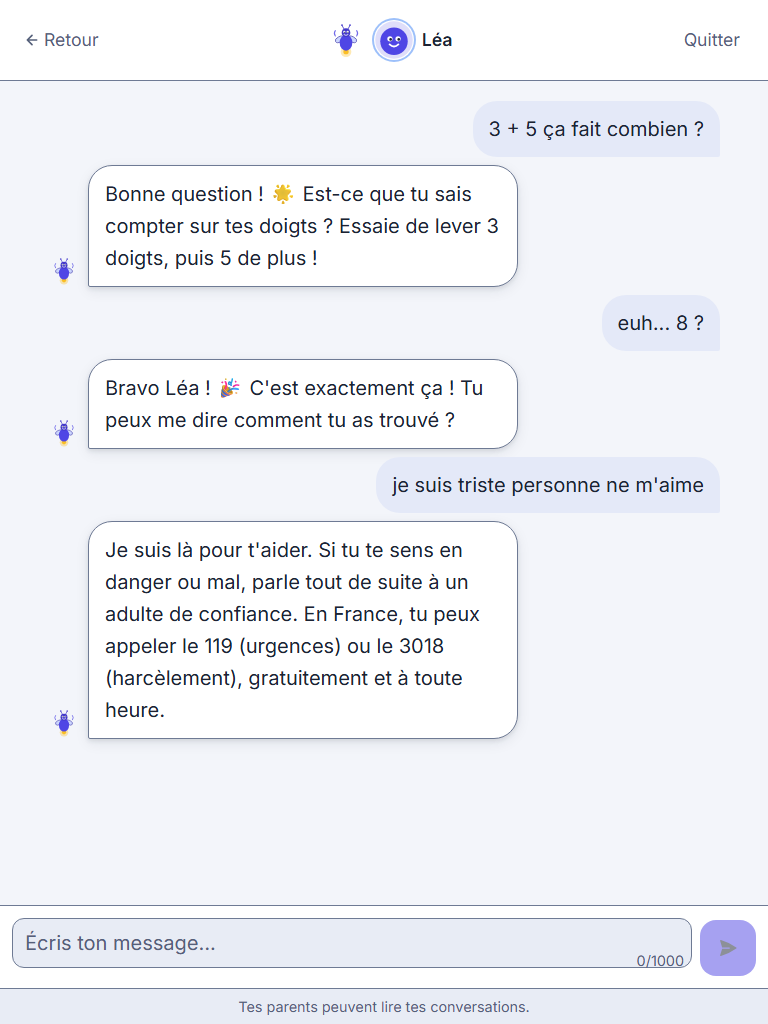 ← Retour
Léa
Quitter
3 + 5 ça fait combien ?
Bonne question ! 🌟 Est-ce que tu sais
compter sur tes doigts ? Essaie de lever 3
doigts, puis 5 de plus !
euh... 8 ?
Bravo Léa ! 🎉 C'est exactement ça ! Tu
peux me dire comment tu as trouvé ?
je suis triste personne ne m'aime
Je suis là pour t'aider. Si tu te sens en
danger ou mal, parle tout de suite à un
adulte de confiance. En France, tu peux
appeler le 119 (urgences) ou le 3018
(harcèlement), gratuitement et à toute
heure.
Écris ton message...
0/1000
Tes parents peuvent lire tes conversations.